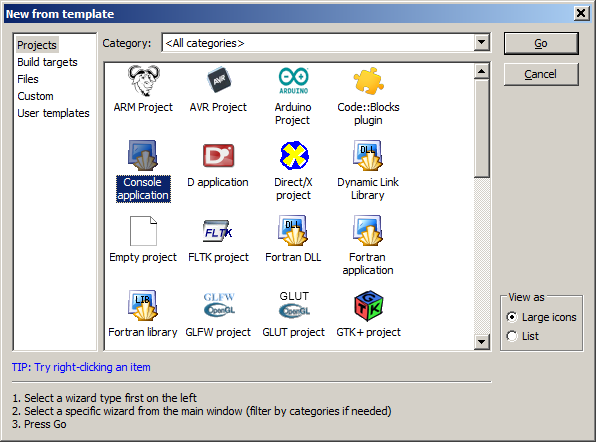 New from template
Projects
Build targets
Files
Custom
User templates
Category:
<All categories>
Go
Cancel
ARM Project
AVR Project
ARDUINO
Arduino
Project
Code::Blocks
plugin
Console
application
D
D application
Direct/X
project
DLL
Dynamic Link
Library
Empty project
FLTK
FLTK project
DLL
Fortran DLL
Fortran
application
LIB
Fortran library
GLFW
OpenGL
GLFW project
GLUT
OpenGL
GLUT project
GTK
GTK+ project
View as
Large icons
List
TIP: Try right-clicking an item
1. Select a wizard type first on the left
2. Select a specific wizard from the main window (filter by categories if needed)
3. Press Go